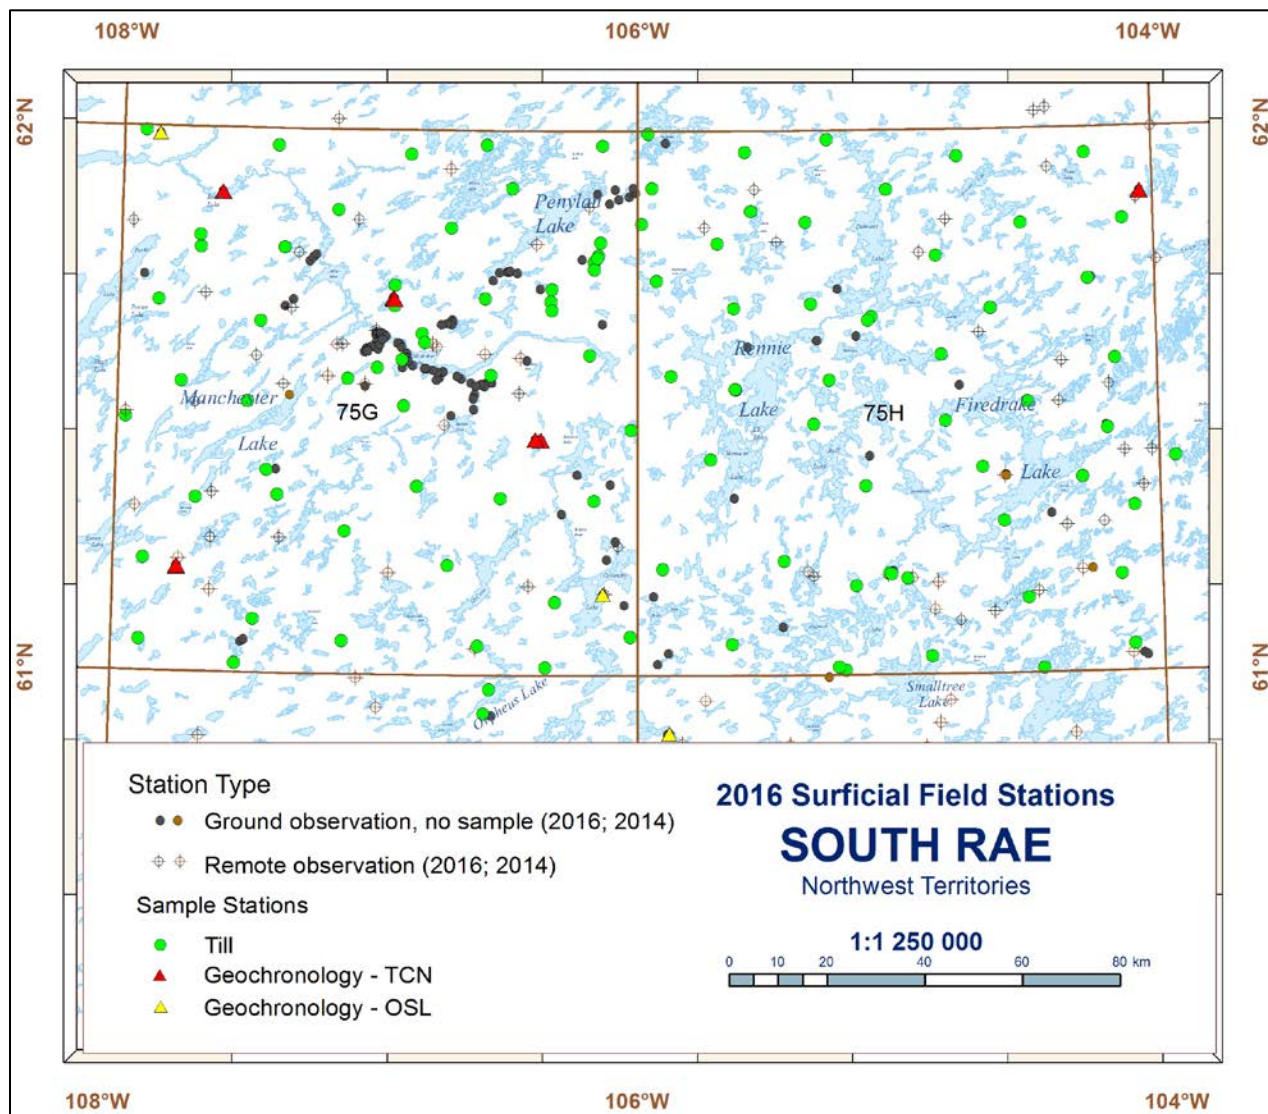 108°W 106°W 104°W
62°N 62°N
Penylan
Lake
Rennie
Lake
Manchester
Lake
75G
75H
Firedrake
Lake
61°N 61°N
Smalltree
Lake
Orpheus Lake
Station Type
Ground observation, no sample (2016; 2014)
Remote observation (2016; 2014)
Sample Stations
Till
Geochronology - TCN
Geochronology - OSL
2016 Surficial Field Stations
SOUTH RAE
Northwest Territories
1:1 250 000
0 10 20 40 60 80 km
108°W 106°W 104°W